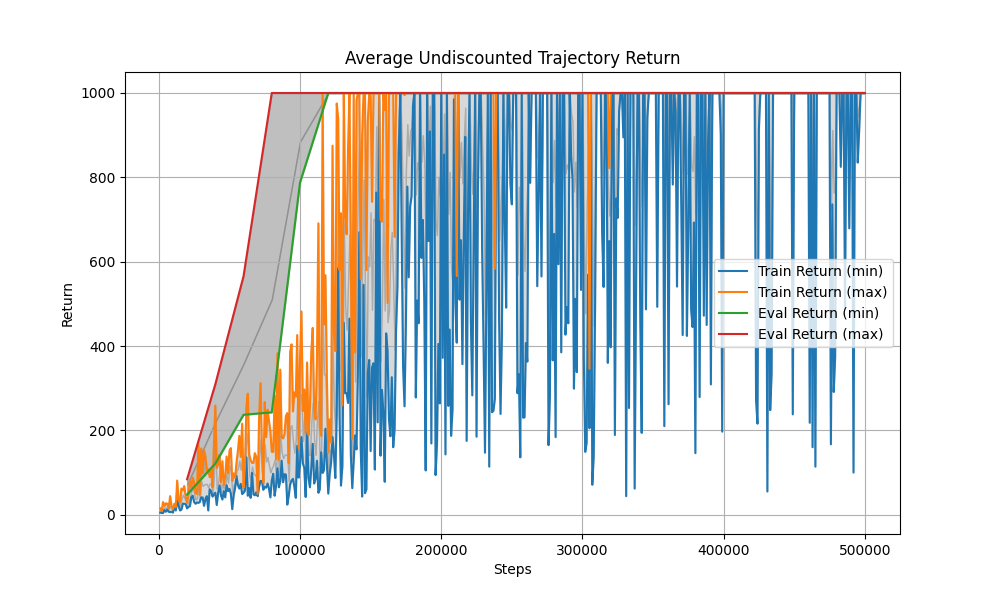 Average Undiscounted Trajectory Return
1000
800
600
400
200
0
Return
Train Return (min)
Train Return (max)
Eval Return (min)
Eval Return (max)
0 100000 200000 300000 400000 500000
Steps